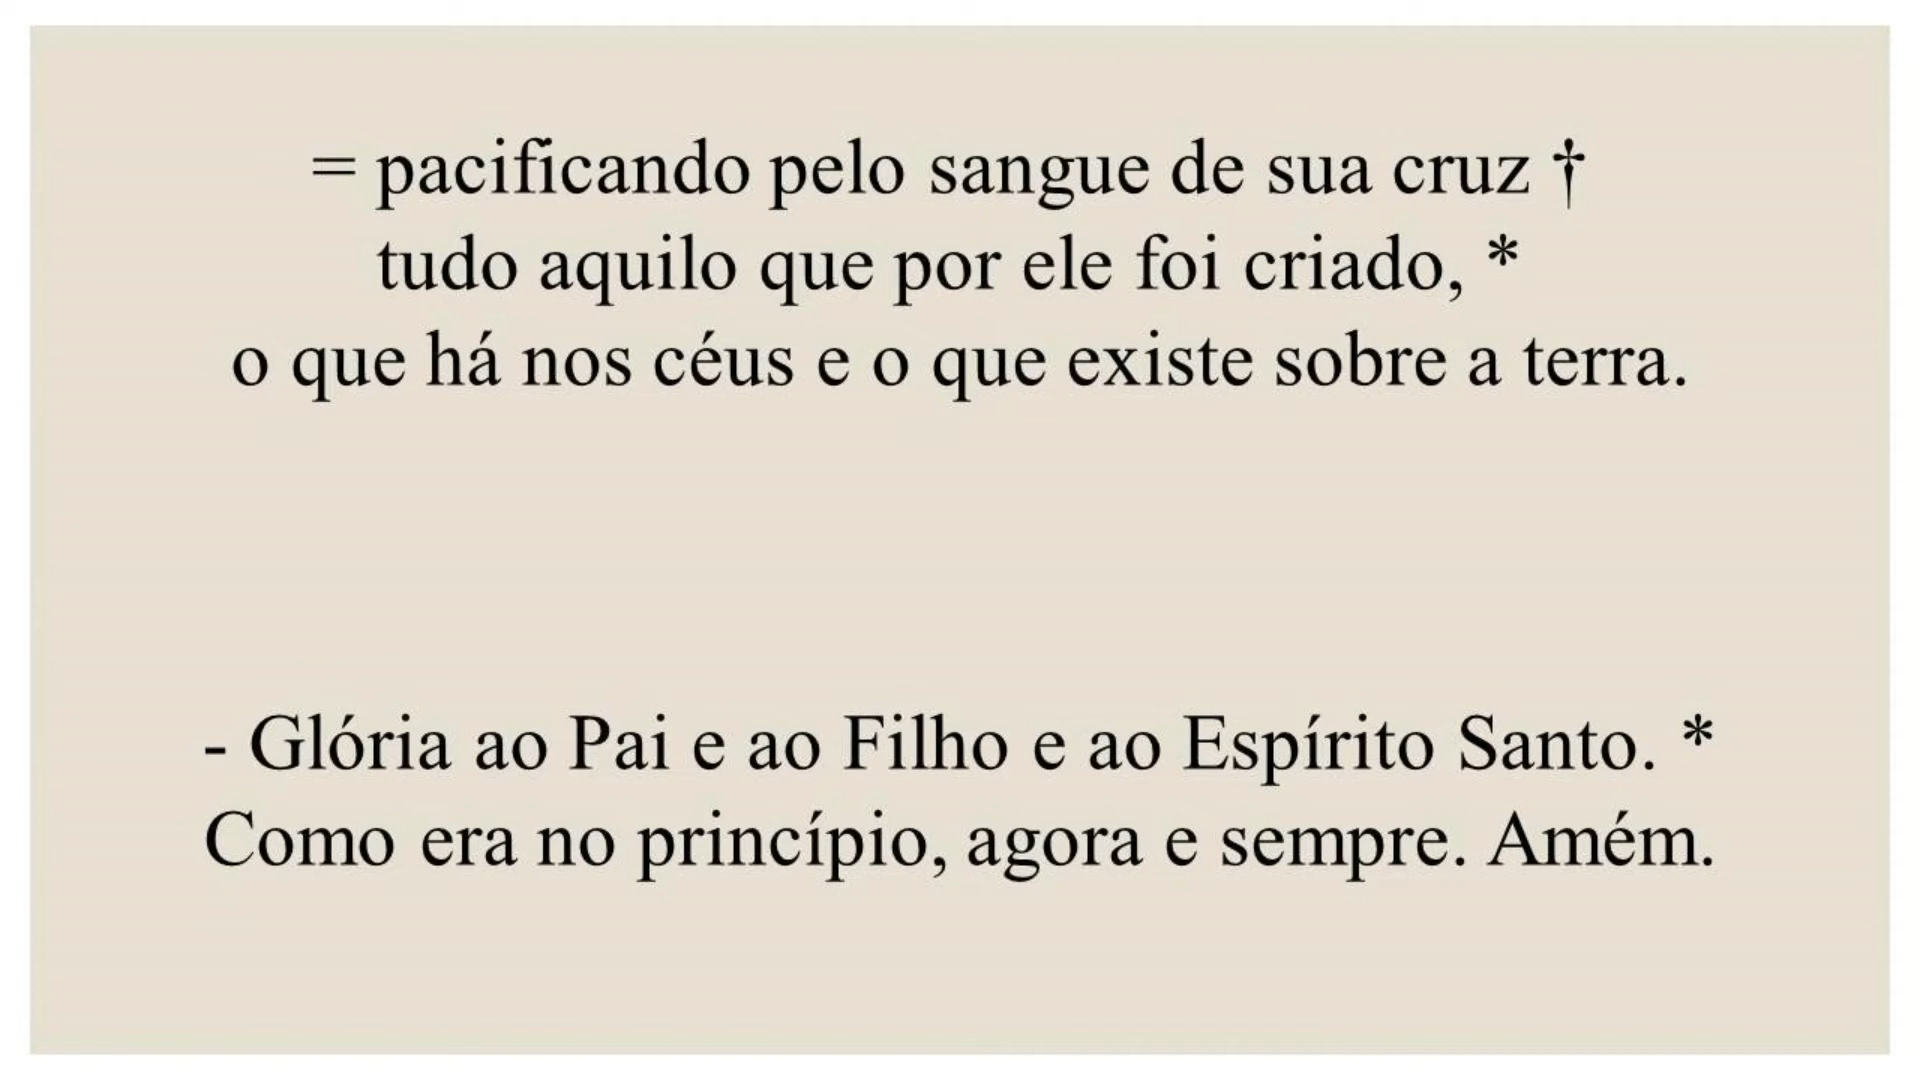 = pacificando pelo sangue de sua cruz †
tudo aquilo que por ele foi criado, *
o que há nos céus e o que existe sobre a terra.
- Glória ao Pai e ao Filho e ao Espírito Santo. *
Como era no princípio, agora e sempre. Amém.